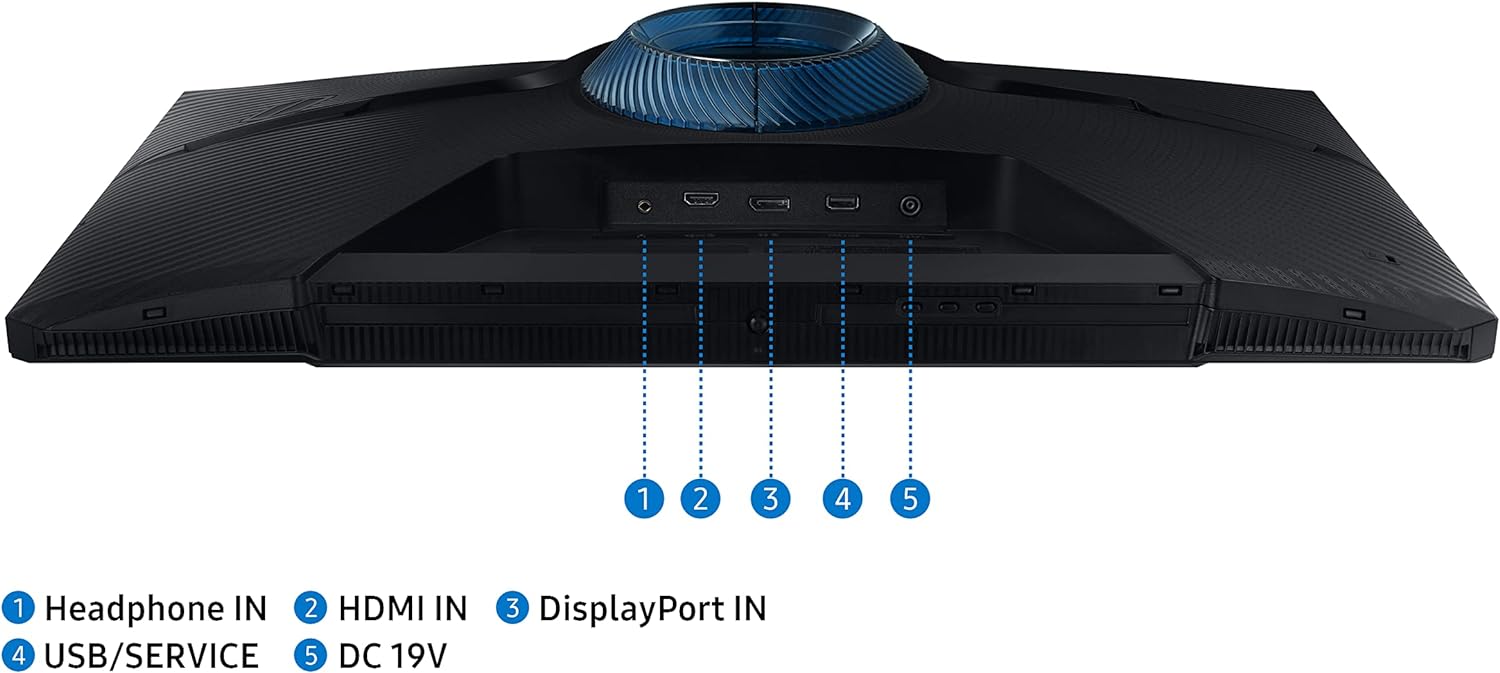 1 2 3 4 5
1 Headphone IN 2 HDMI IN 3 DisplayPort IN
4 USB/SERVICE 5 DC 19V